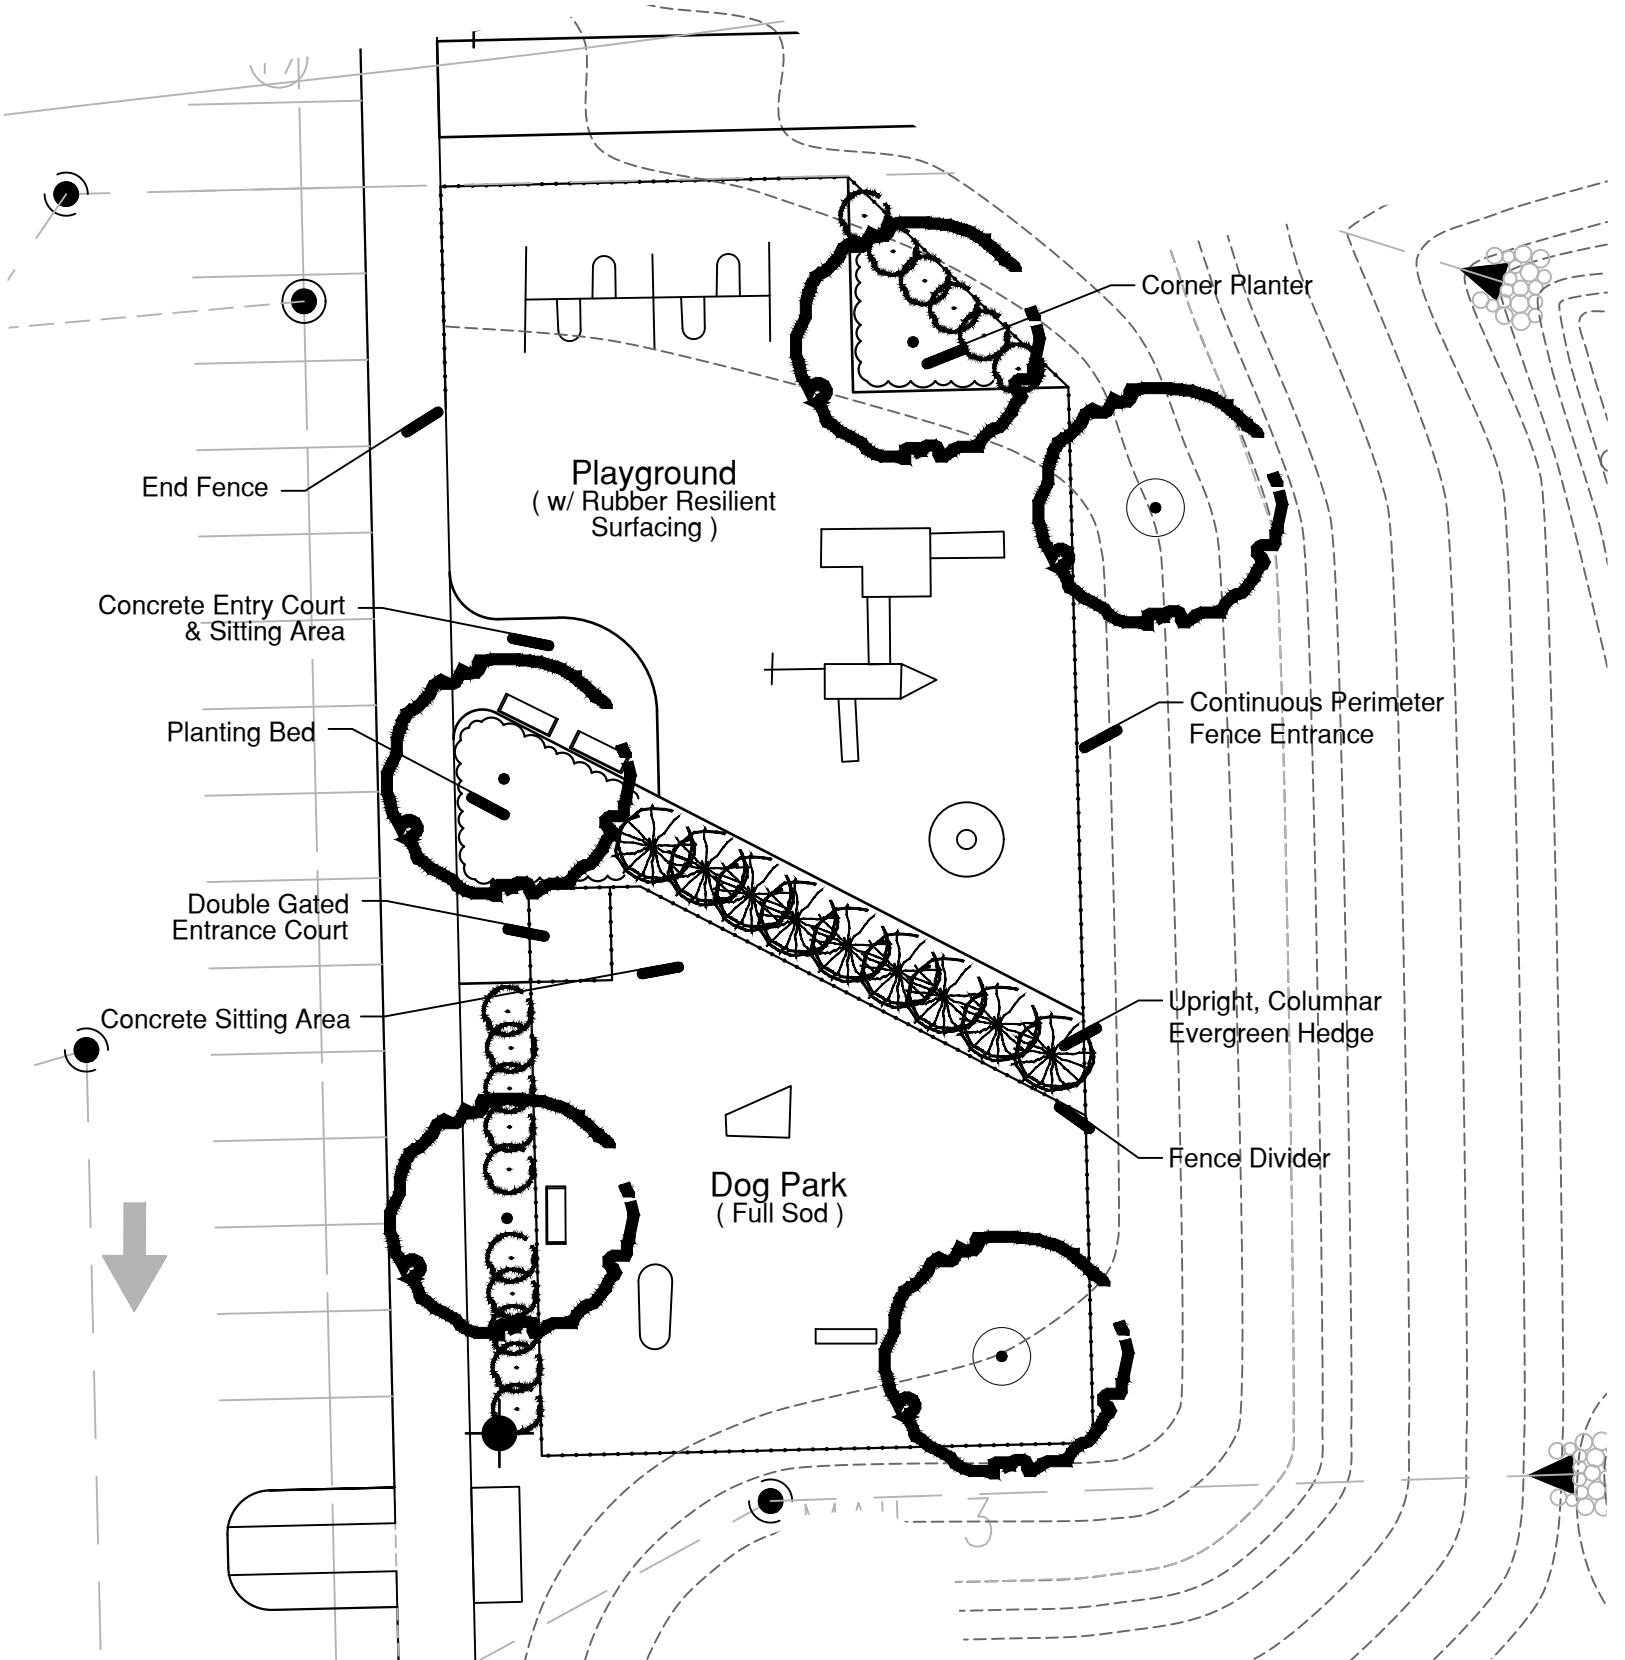 Corner Planter
End Fence
Playground
( w/ Rubber Resilient
Surfacing )
Concrete Entry Court
& Sitting Area
Continuous Perimeter
Fence Entrance
Planting Bed
Double Gated
Entrance Court
Concrete Sitting Area
Upright, Columnar
Evergreen Hedge
Fence Divider
Dog Park
( Full Sod )
3